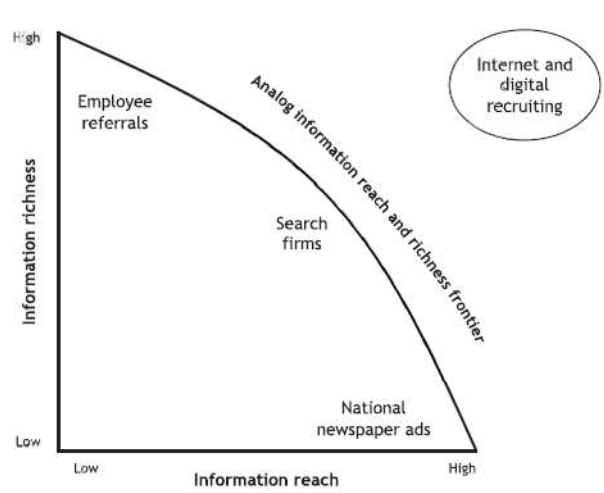 High
Internet and
digital
recruiting
Employee
referrals
Analog information reach and richness frontier
Information richness
Search
firms
National
newspaper ads
Low
Low
High
Information reach